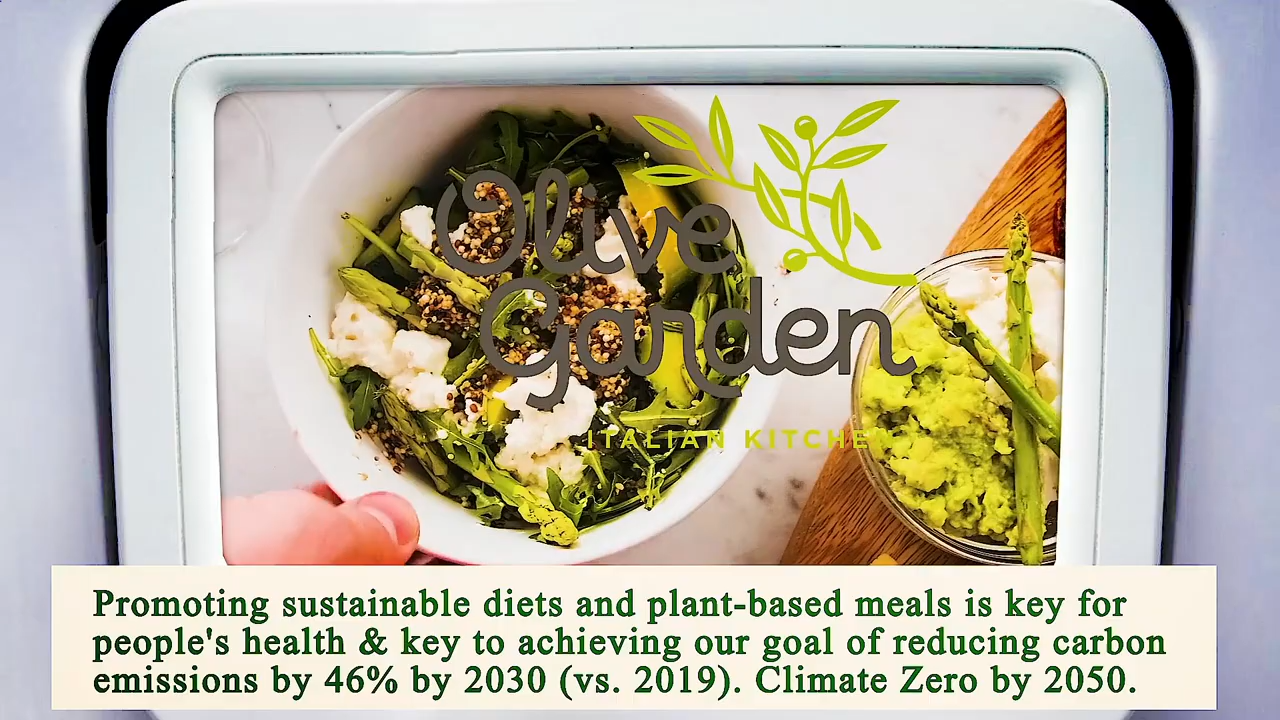 Olive
Garden
ITALIAN KITCHEN
Promoting sustainable diets and plant-based meals is key for
people's health & key to achieving our goal of reducing carbon
emissions by 46% by 2030 (vs. 2019). Climate Zero by 2050.